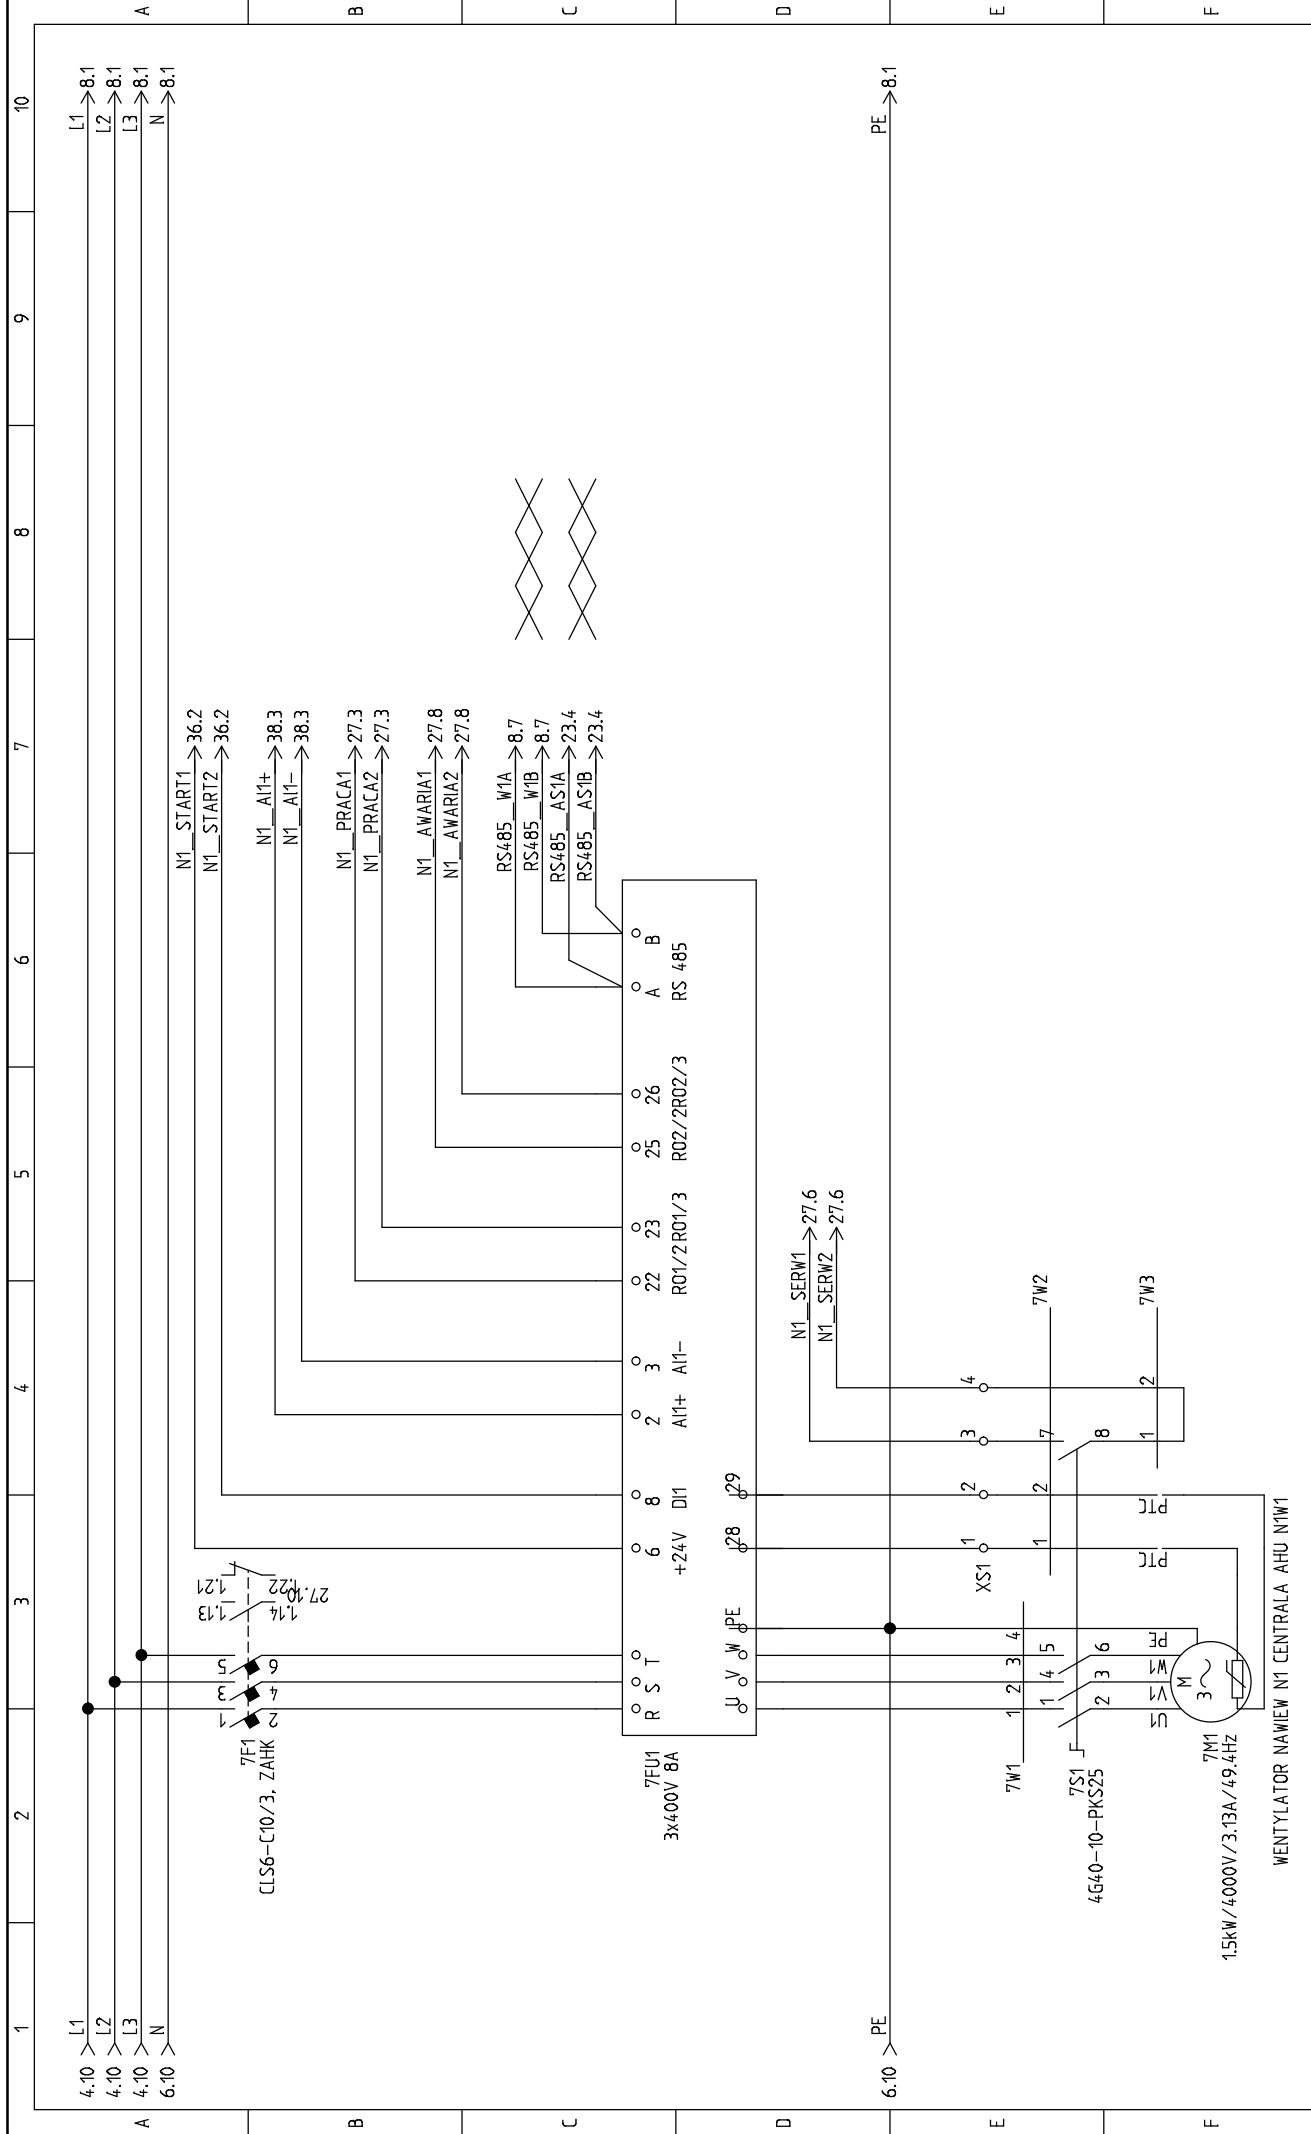 1 2 3 4 5 6 7 8 9 10
A A
4.10 L1 L1 8.1
4.10 L2 L2 8.1
4.10 L3 L3 8.1
6.10 N N 8.1
N1_START1 36.2
N1_START2 36.2
1 3 5 1.13 1.21
7F1
CLS6-C10/3, ZAHK
2 4 6 1.14 1.22
27.10
B B
N1_AI1+ 38.3
N1_AI1- 38.3
N1_PRACA1 27.3
N1_PRACA2 27.3
N1_AWARIA1 27.8
N1_AWARIA2 27.8
C C
RS485_W1A 8.7
RS485_W1B 8.7
RS485_AS1A 23.4
RS485_AS1B 23.4
7FU1
3x400V 8A
R S T 6 8 2 3 22 23 25 26 A B
+24V DI1 AI1+ AI1- RO1/2 RO1/3 RO2/2 RO2/3 RS 485
U V W PE 28 29
D D
N1_SERW1 27.6
N1_SERW2 27.6
6.10 PE PE 8.1
E E
XS1 1 2 3 4
7W1 1 2 3 4
1 2 7 7W2
1 4 5
7S1
4G40-10-PKS25
2 3 6 8
1 2 7W3
U1 V1 W1 PE PTC PTC
F F
M
3
7M1
1.5kW/4000V/3.13A/49.4Hz
WENTYLATOR NAWIEW N1 CENTRALA AHU N1W1